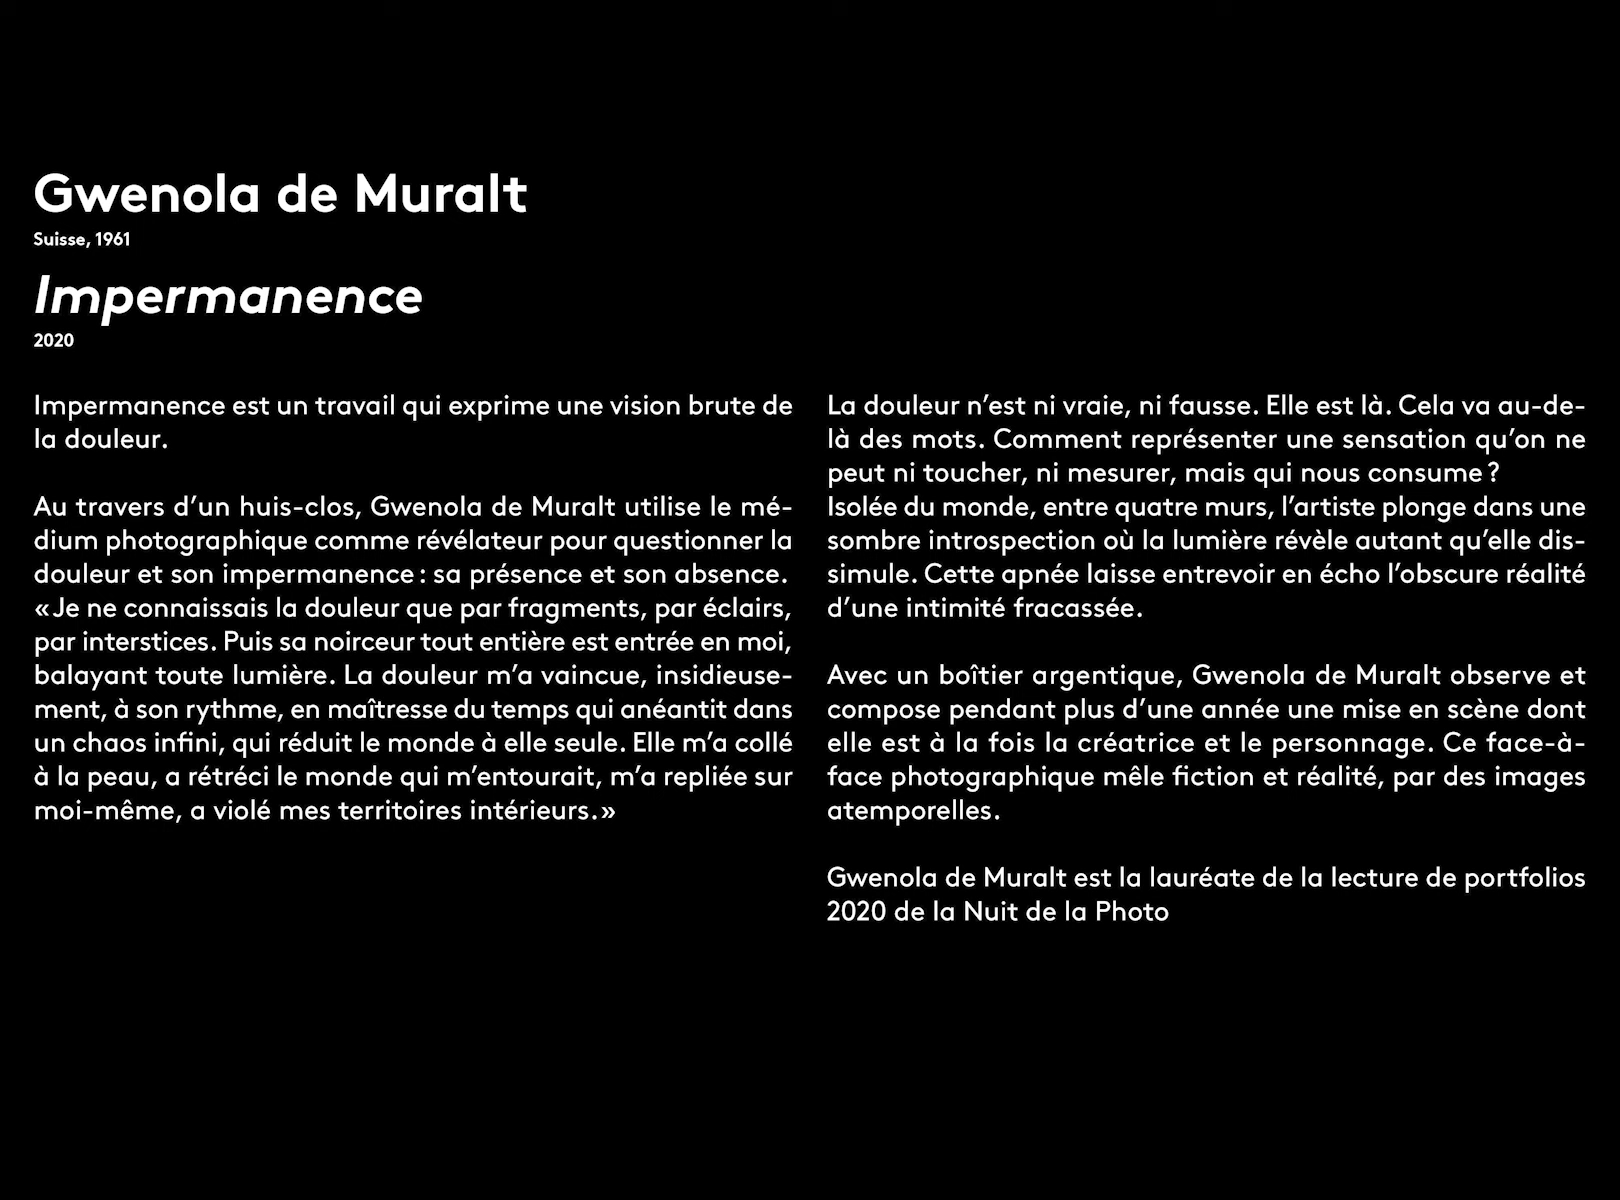 Gwenola de Muralt
Suisse, 1961
Impermanence
2020
Impermanence est un travail qui exprime une vision brute de
la douleur.
Au travers d’un huis-clos, Gwenola de Muralt utilise le mé-
dium photographique comme révélateur pour questionner la
douleur et son impermanence : sa présence et son absence.
« Je ne connaissais la douleur que par fragments, par éclairs,
par interstices. Puis sa noirceur tout entière est entrée en moi,
balayant toute lumière. La douleur m’a vaincue, insidieuse-
ment, à son rythme, en maîtresse du temps qui anéantit dans
un chaos infini, qui réduit le monde à elle seule. Elle m’a collé
à la peau, a rétréci le monde qui m’entourait, m’a repliée sur
moi-même, a violé mes territoires intérieurs. »
La douleur n’est ni vraie, ni fausse. Elle est là. Cela va au-de-
là des mots. Comment représenter une sensation qu’on ne
peut ni toucher, ni mesurer, mais qui nous consume ?
Isolée du monde, entre quatre murs, l’artiste plonge dans une
sombre introspection où la lumière révèle autant qu’elle dis-
simule. Cette apnée laisse entrevoir en écho l’obscure réalité
d’une intimité fracassée.
Avec un boîtier argentique, Gwenola de Muralt observe et
compose pendant plus d’une année une mise en scène dont
elle est à la fois la créatrice et le personnage. Ce face-à-
face photographique mêle fiction et réalité, par des images
atemporelles.
Gwenola de Muralt est la lauréate de la lecture de portfolios
2020 de la Nuit de la Photo